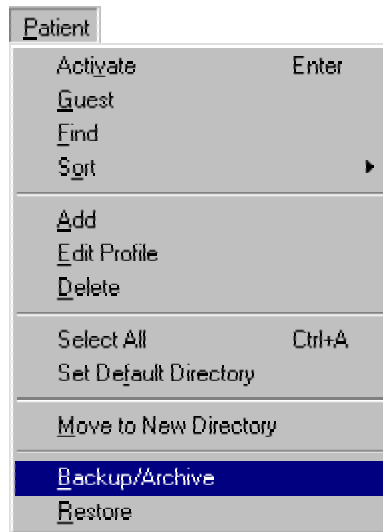 Patient
Activate Enter
Guest
Find
Sort
Add
Edit Profile
Delete
Select All Ctrl+A
Set Default Directory
Move to New Directory
Backup/Archive
Restore